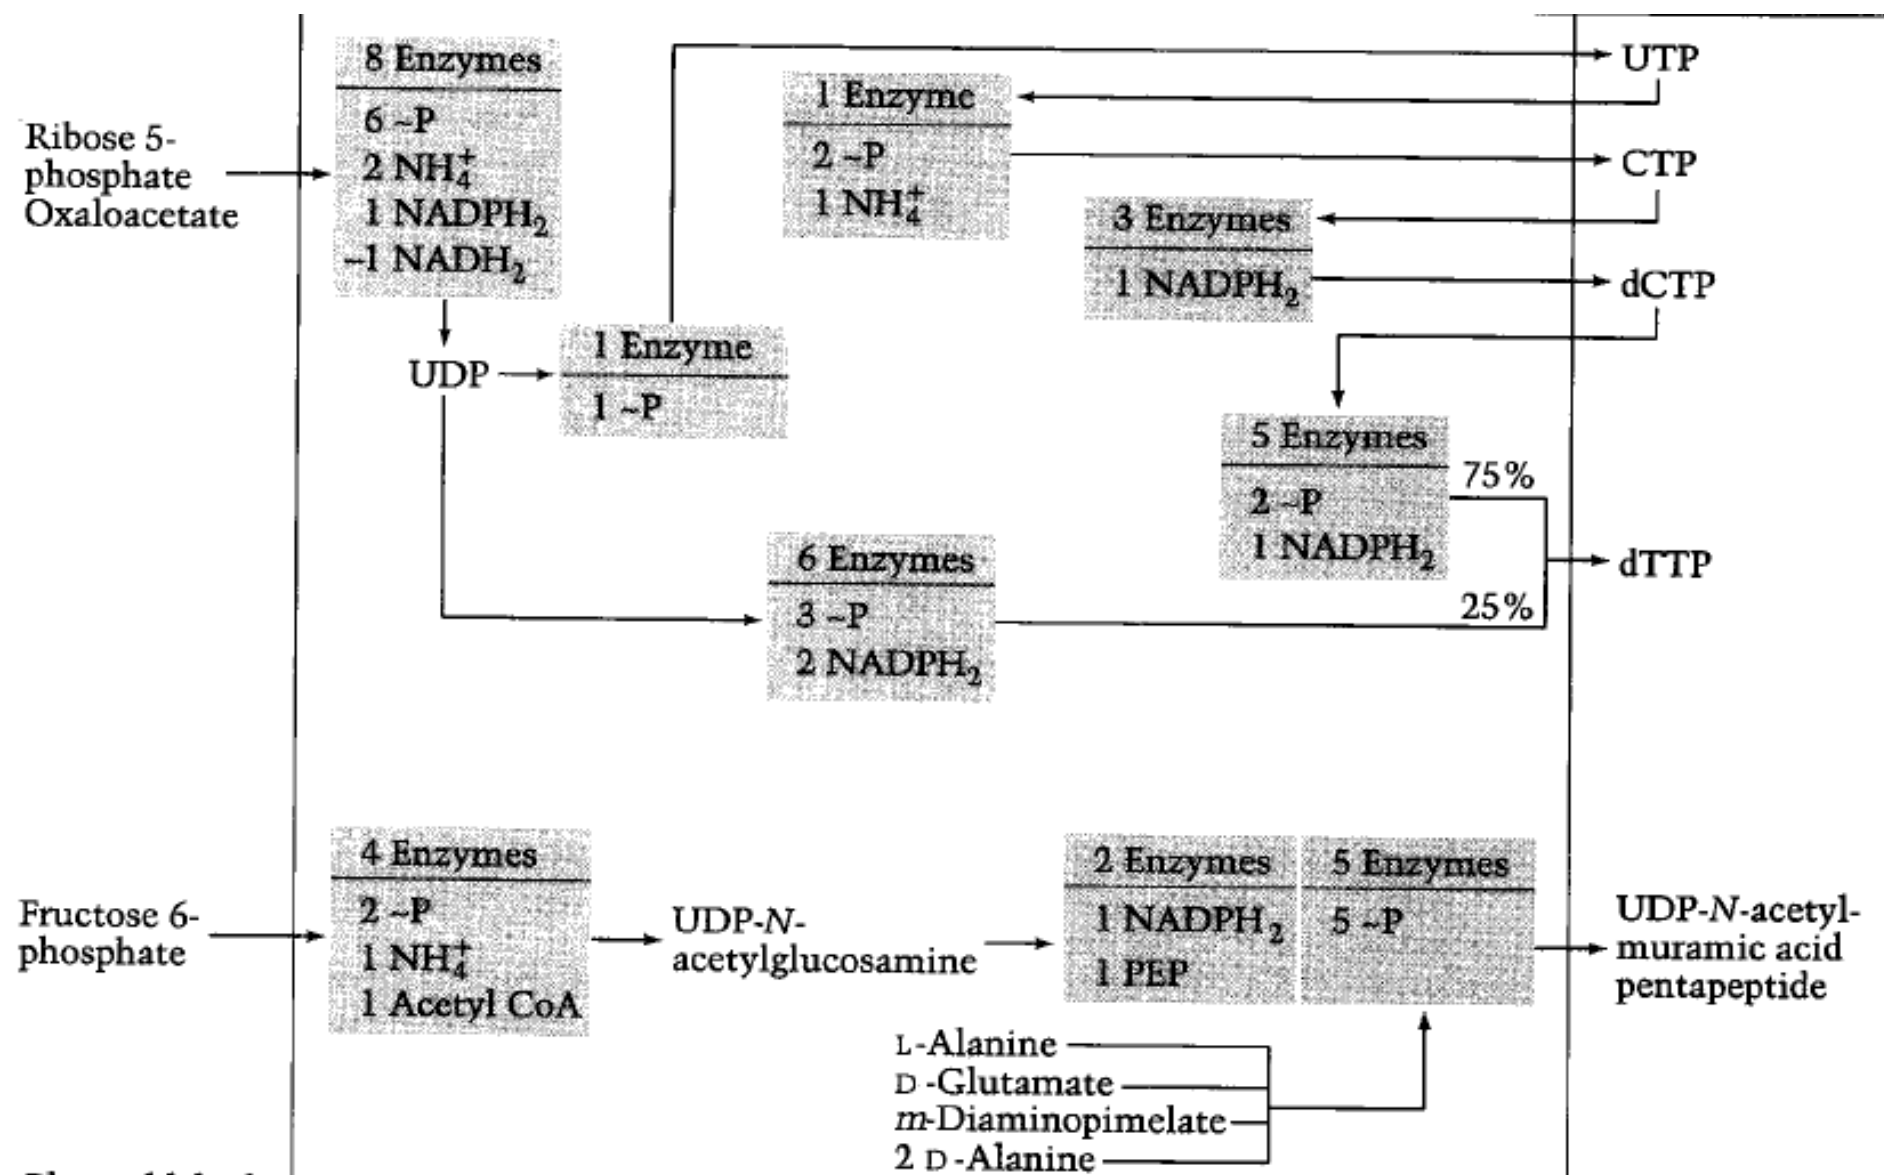 8 Enzymes
6 ~P
2 NH₄⁺
1 NADPH₂
−1 NADH₂
Ribose 5-
phosphate
Oxaloacetate
UTP
1 Enzyme
2 ~P
1 NH₄⁺
CTP
3 Enzymes
1 NADPH₂
dCTP
UDP
1 Enzyme
1 ~P
5 Enzymes
2 ~P
1 NADPH₂
75%
6 Enzymes
3 ~P
2 NADPH₂
25%
dTTP
Fructose 6-
phosphate
4 Enzymes
2 ~P
1 NH₄⁺
1 Acetyl CoA
UDP-N-
acetylglucosamine
2 Enzymes
1 NADPH₂
1 PEP
5 Enzymes
5 ~P
UDP-N-acetyl-
muramic acid
pentapeptide
L-Alanine
D-Glutamate
m-Diaminopimelate
2 D-Alanine